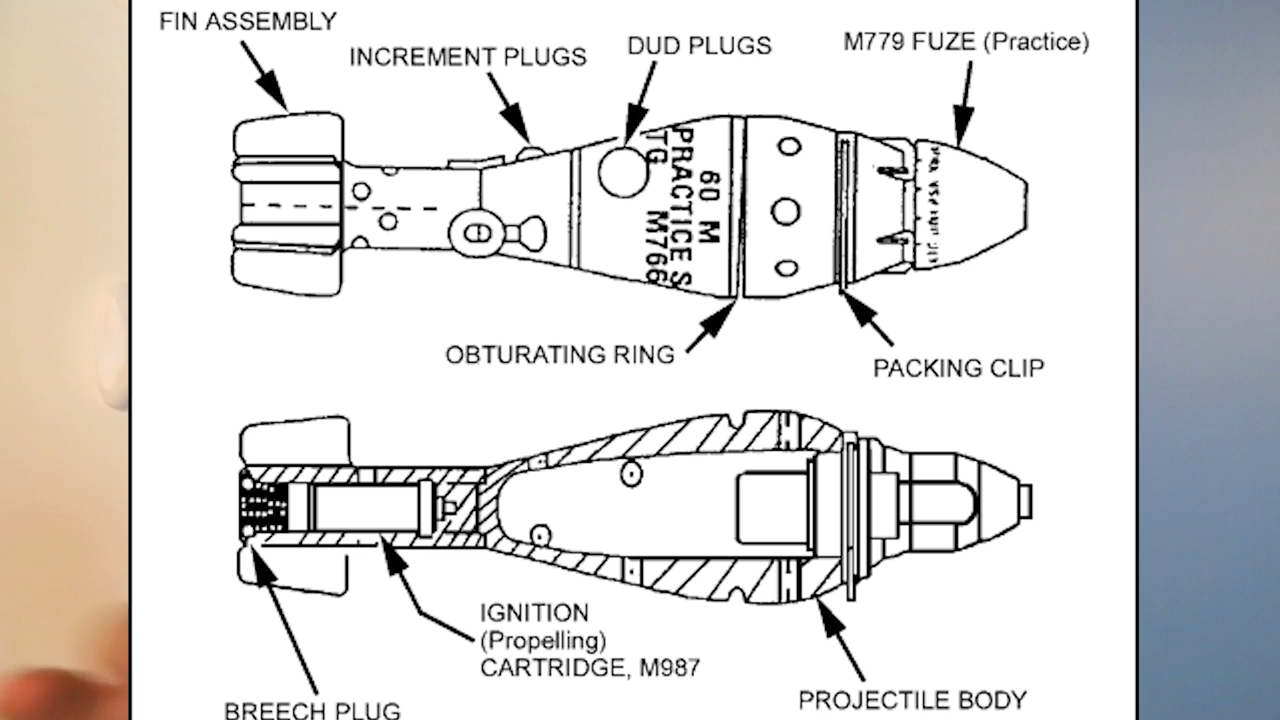 FIN ASSEMBLY
INCREMENT PLUGS
DUD PLUGS
M779 FUZE (Practice)
60 M
PRACTICE S
TG M766
OBTURATING RING
PACKING CLIP
IGNITION
(Propelling)
CARTRIDGE, M987
BREECH PLUG
PROJECTILE BODY